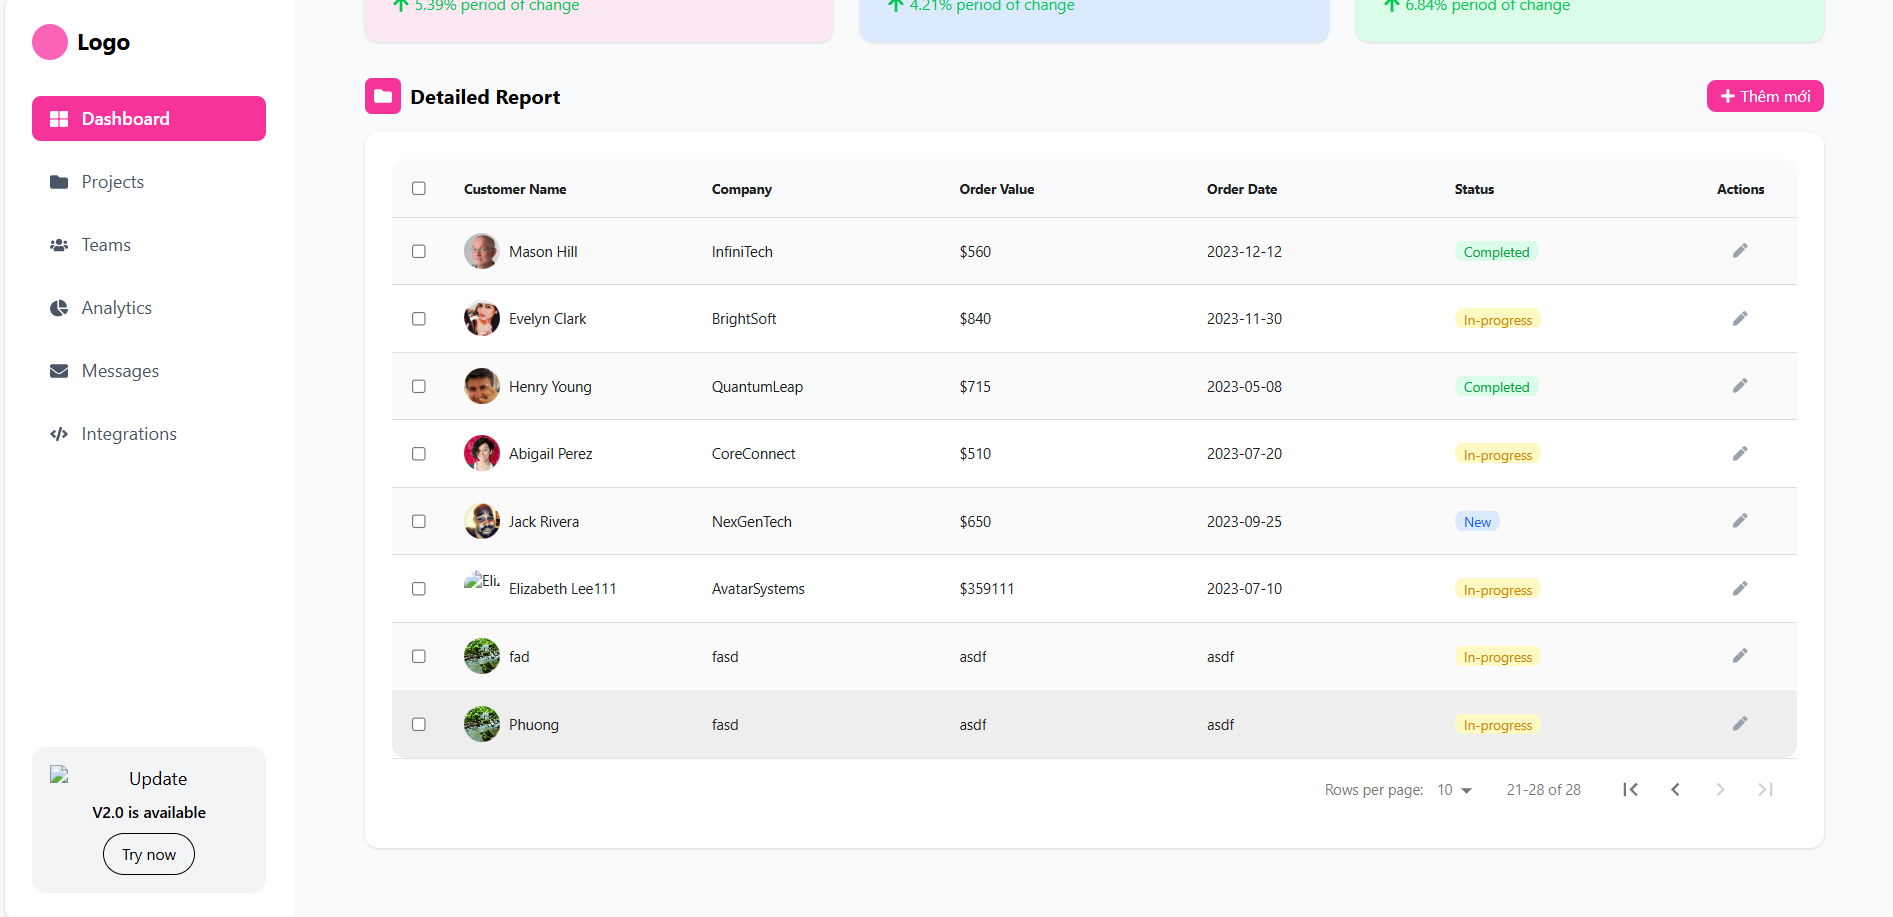 5.39% period of change
4.21% period of change
6.84% period of change
Logo
Dashboard
Projects
Teams
Analytics
Messages
Integrations
Update
V2.0 is available
Try now
Detailed Report
Thêm mới
Customer Name Company Order Value Order Date Status Actions
Mason Hill InfiniTech $560 2023-12-12 Completed
Evelyn Clark BrightSoft $840 2023-11-30 In-progress
Henry Young QuantumLeap $715 2023-05-08 Completed
Abigail Perez CoreConnect $510 2023-07-20 In-progress
Jack Rivera NexGenTech $650 2023-09-25 New
Eliz Elizabeth Lee111 AvatarSystems $359111 2023-07-10 In-progress
fad fasd asdf asdf In-progress
Phuong fasd asdf asdf In-progress
Rows per page: 10 21-28 of 28